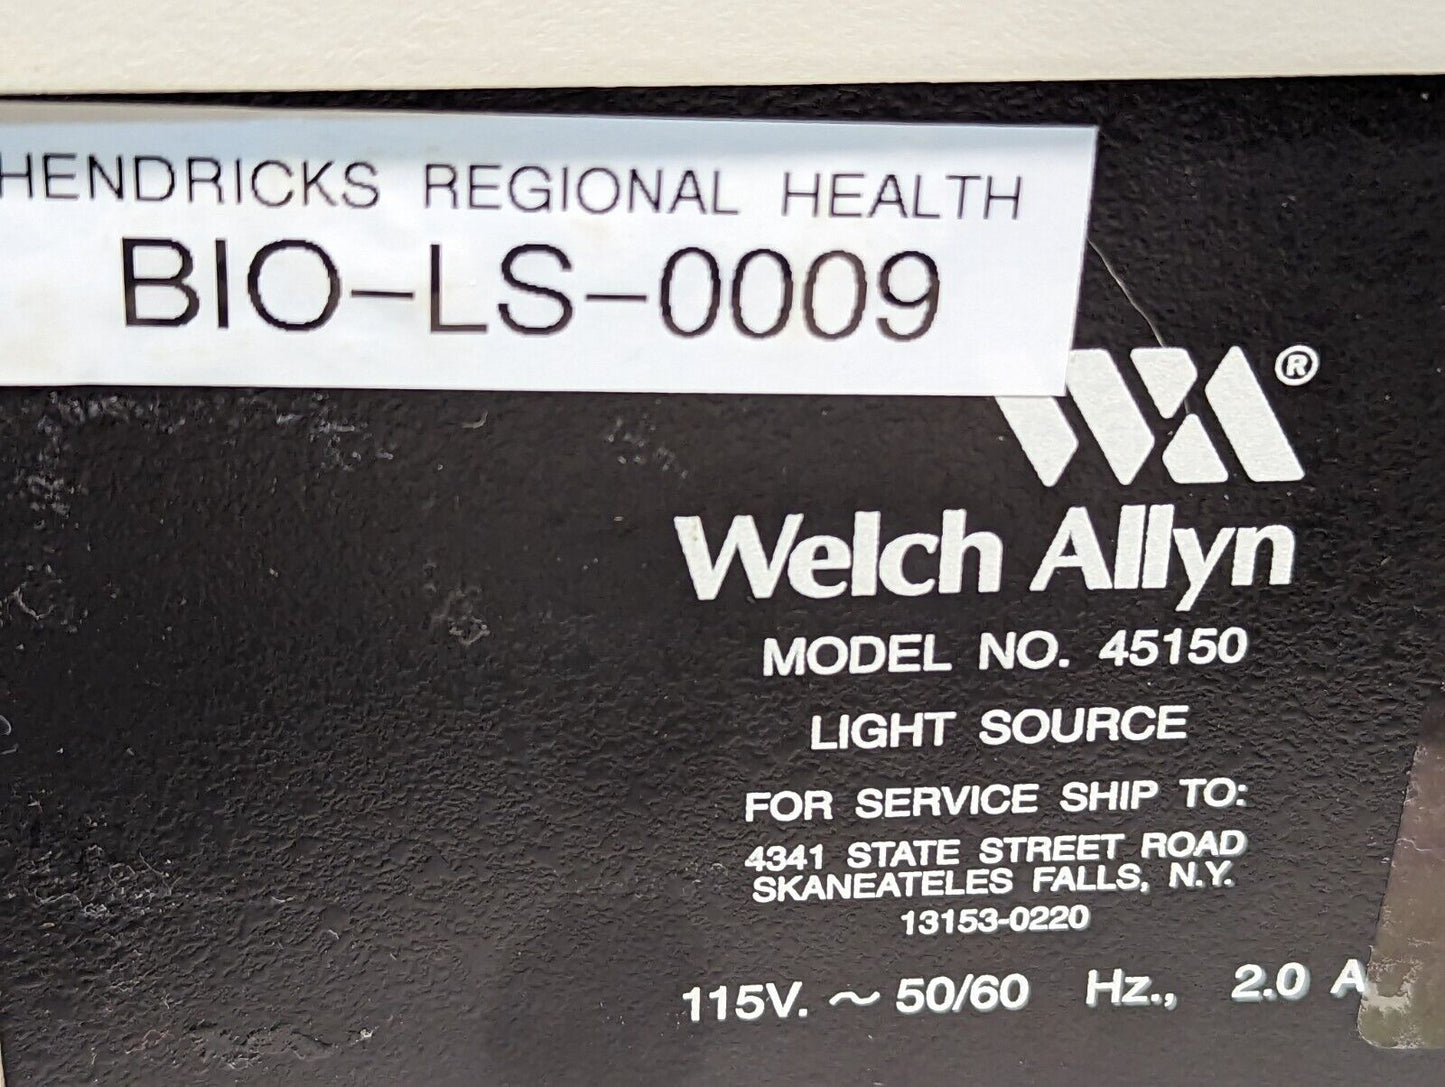 HENDRICKS REGIONAL HEALTH
BIO-LS-0009
WA®
Welch Allyn
MODEL NO. 45150
LIGHT SOURCE
FOR SERVICE SHIP TO:
4341 STATE STREET ROAD
SKANEATELES FALLS, N.Y.
13153-0220
115V. ~ 50/60 Hz., 2.0 A